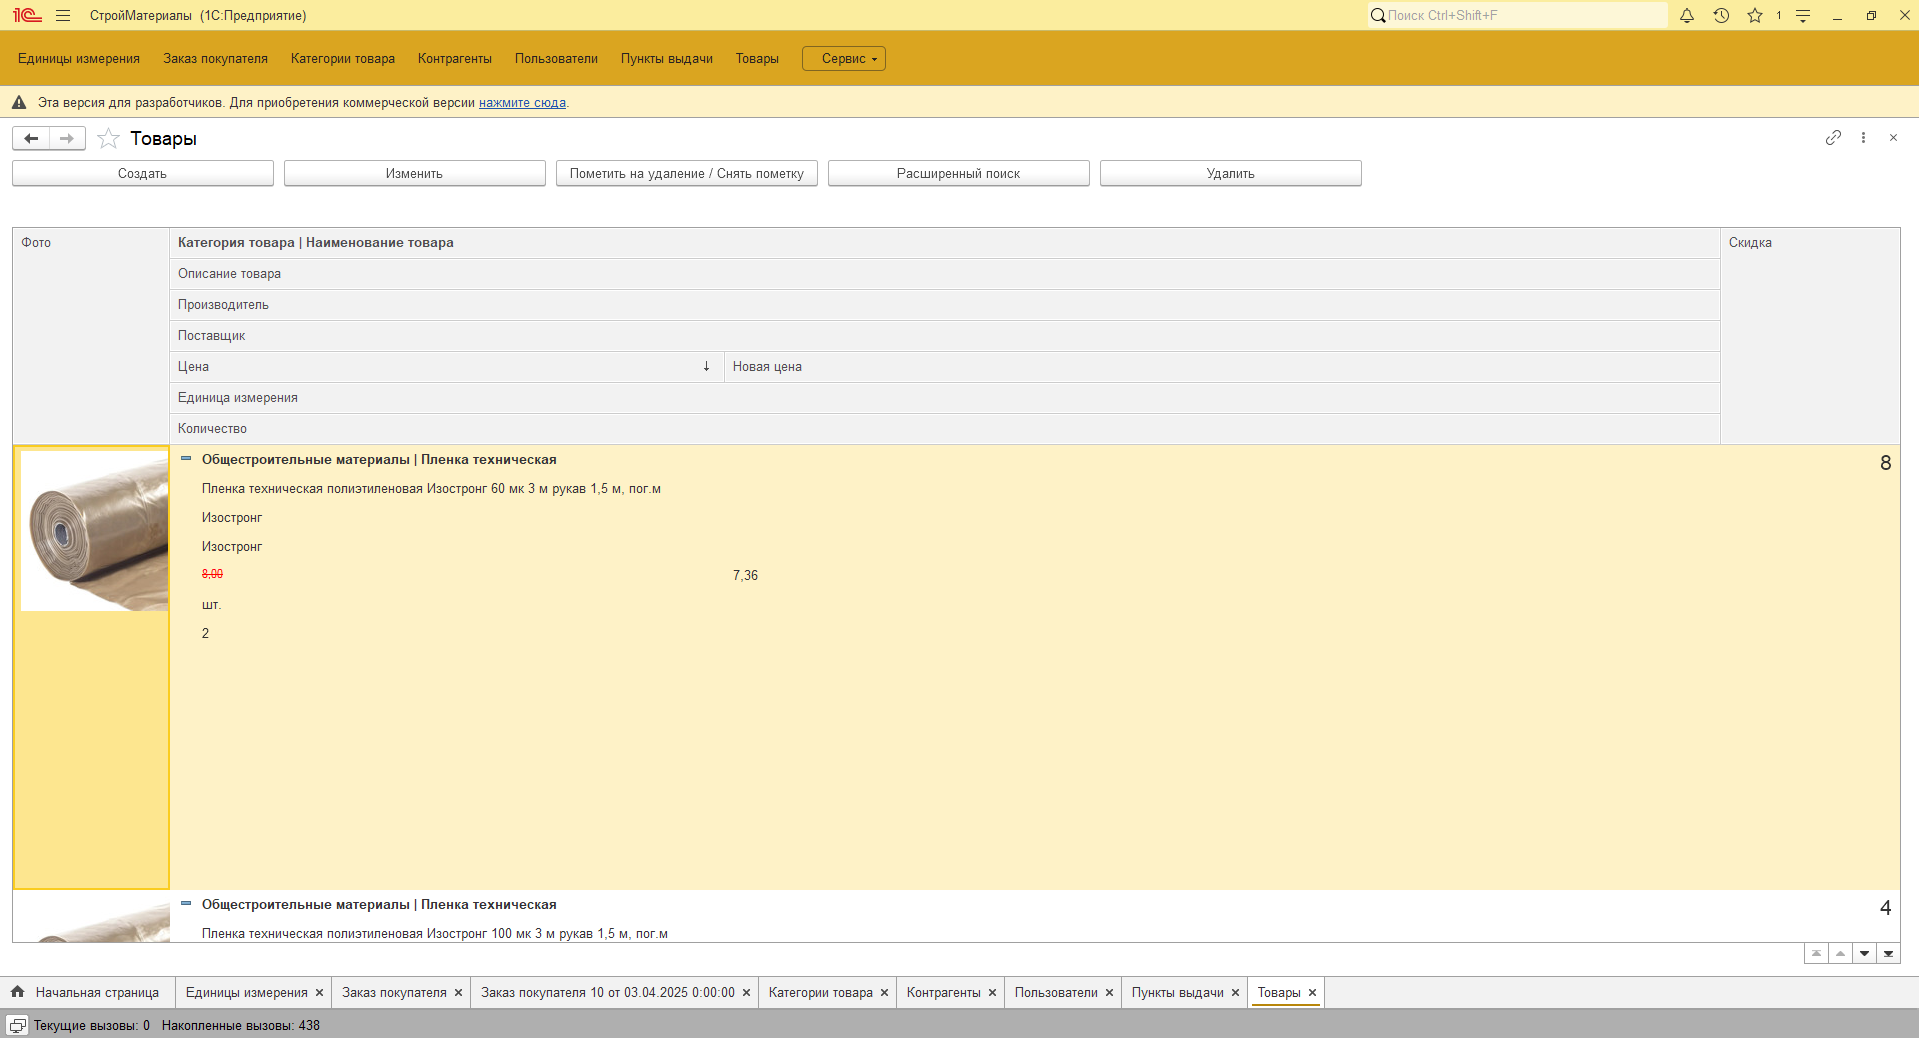 1С СтройМатериалы (1С:Предприятие) Поиск Ctrl+Shift+F 1
Единицы измерения Заказ покупателя Категории товара Контрагенты Пользователи Пункты выдачи Товары Сервис
Эта версия для разработчиков. Для приобретения коммерческой версии нажмите сюда.
Товары
Создать Изменить Пометить на удаление / Снять пометку Расширенный поиск Удалить
Фото Категория товара | Наименование товара Скидка
Описание товара
Производитель
Поставщик
Цена ↓ Новая цена
Единица измерения
Количество
Общестроительные материалы | Пленка техническая 8
Пленка техническая полиэтиленовая Изостронг 60 мк 3 м рукав 1,5 м, пог.м
Изостронг
Изостронг
8,00 7,36
шт.
2
Общестроительные материалы | Пленка техническая 4
Пленка техническая полиэтиленовая Изостронг 100 мк 3 м рукав 1,5 м, пог.м
Начальная страница Единицы измерения × Заказ покупателя × Заказ покупателя 10 от 03.04.2025 0:00:00 × Категории товара × Контрагенты × Пользователи × Пункты выдачи × Товары ×
Текущие вызовы: 0 Накопленные вызовы: 438